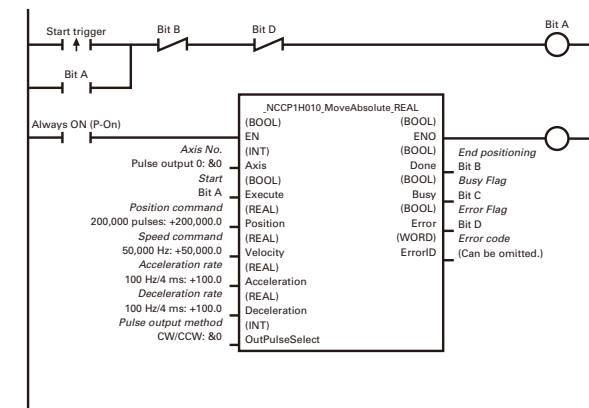 Start trigger
Bit B
Bit D
Bit A
Bit A
Always ON (P-On)
_NCCP1H010_MoveAbsolute_REAL
(BOOL) (BOOL)
EN ENO
Axis No. (INT) (BOOL) End positioning
Pulse output 0: &0 Axis Done Bit B
Start (BOOL) (BOOL) Busy Flag
Bit A Execute Busy Bit C
Position command (REAL) (BOOL) Error Flag
200,000 pulses: +200,000.0 Position Error Bit D
Speed command (REAL) (WORD) Error code
50,000 Hz: +50,000.0 Velocity ErrorID (Can be omitted.)
Acceleration rate (REAL)
100 Hz/4 ms: +100.0 Acceleration
Deceleration rate (REAL)
100 Hz/4 ms: +100.0 Deceleration
Pulse output method (INT)
CW/CCW: &0 OutPulseSelect